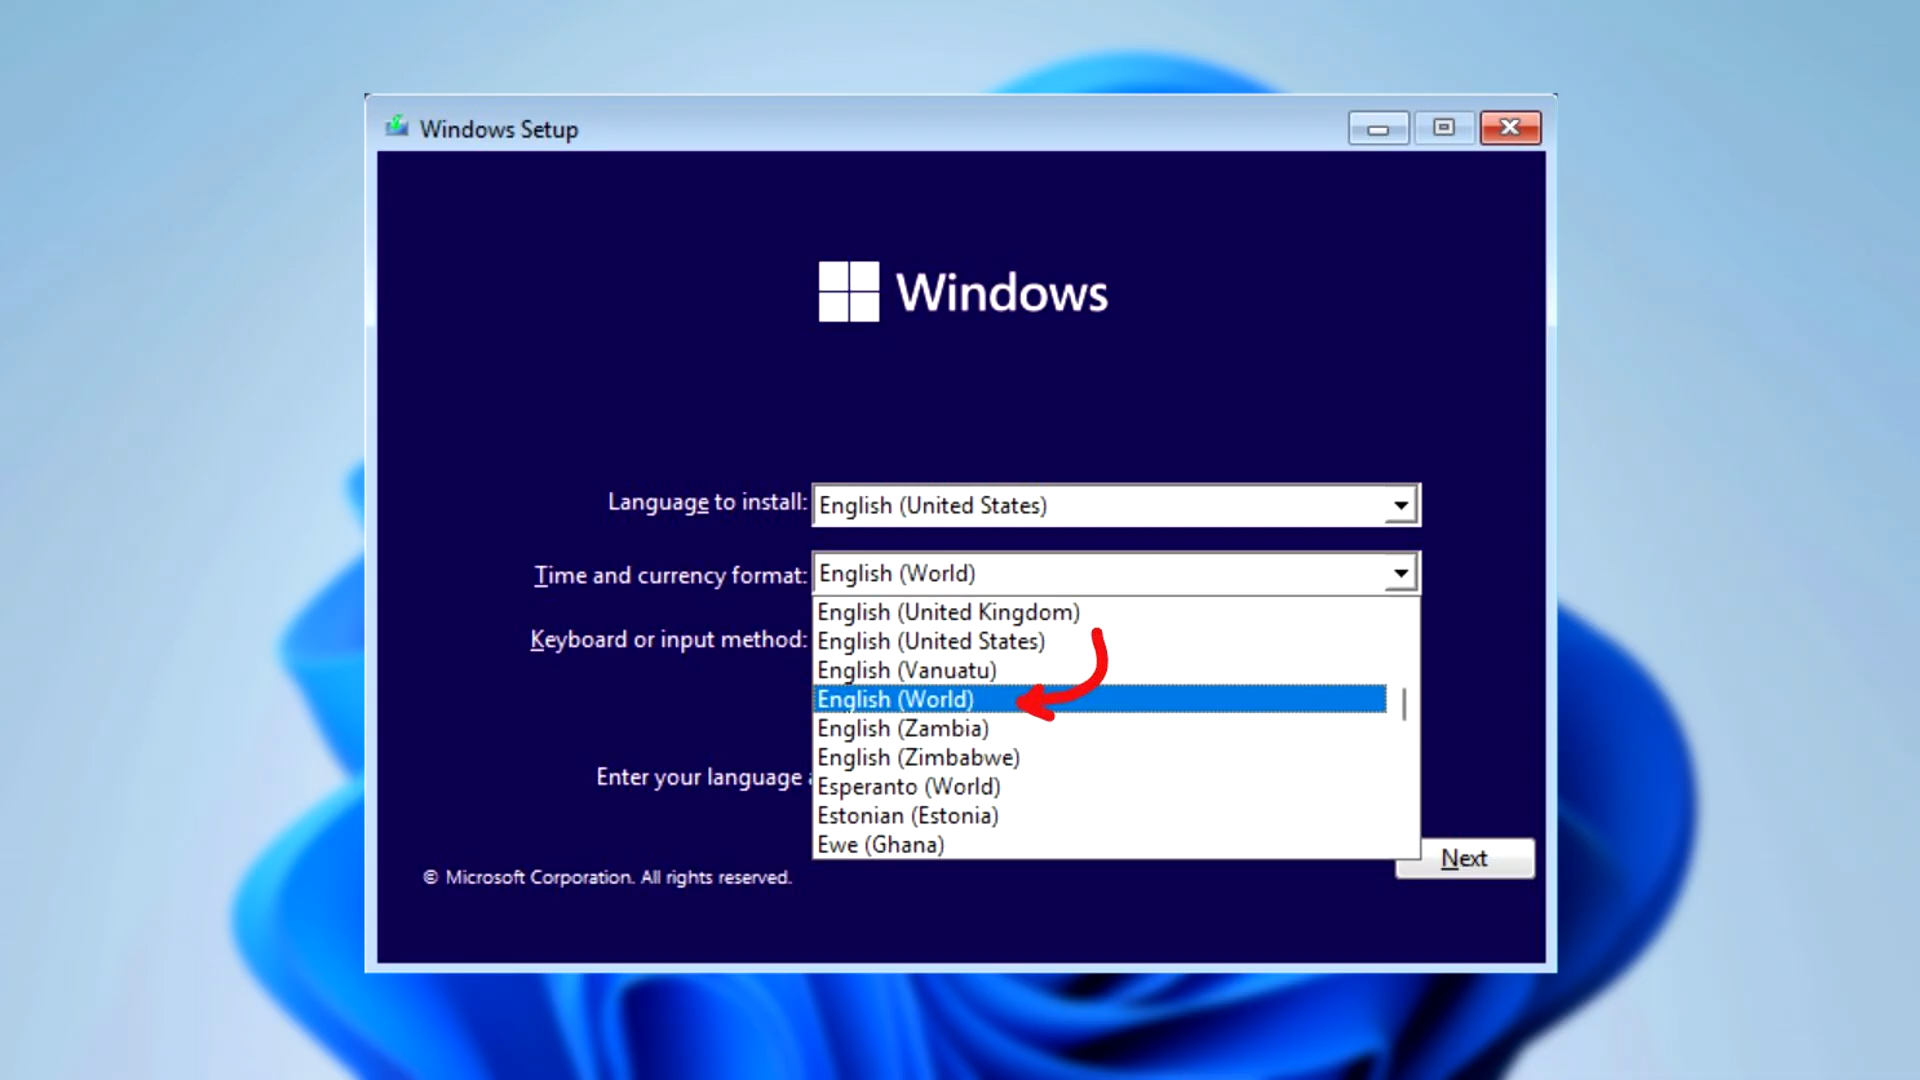 Windows Setup
Windows
Language to install: English (United States)
Time and currency format: English (World)
English (United Kingdom)
Keyboard or input method: English (United States)
English (Vanuatu)
English (World)
English (Zambia)
English (Zimbabwe)
Enter your language
Esperanto (World)
Estonian (Estonia)
Ewe (Ghana)
Next
© Microsoft Corporation. All rights reserved.